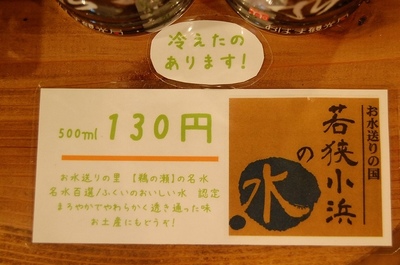 冷えたの
あります!
500ml 130円
お水送りの里 【鵜の瀬】の名水
名水百選/ふくいのおいしい水 認定
まろやかでやわらかく透き通った味
お土産にもどうぞ!
お水送りの国
若狭小浜
の
水